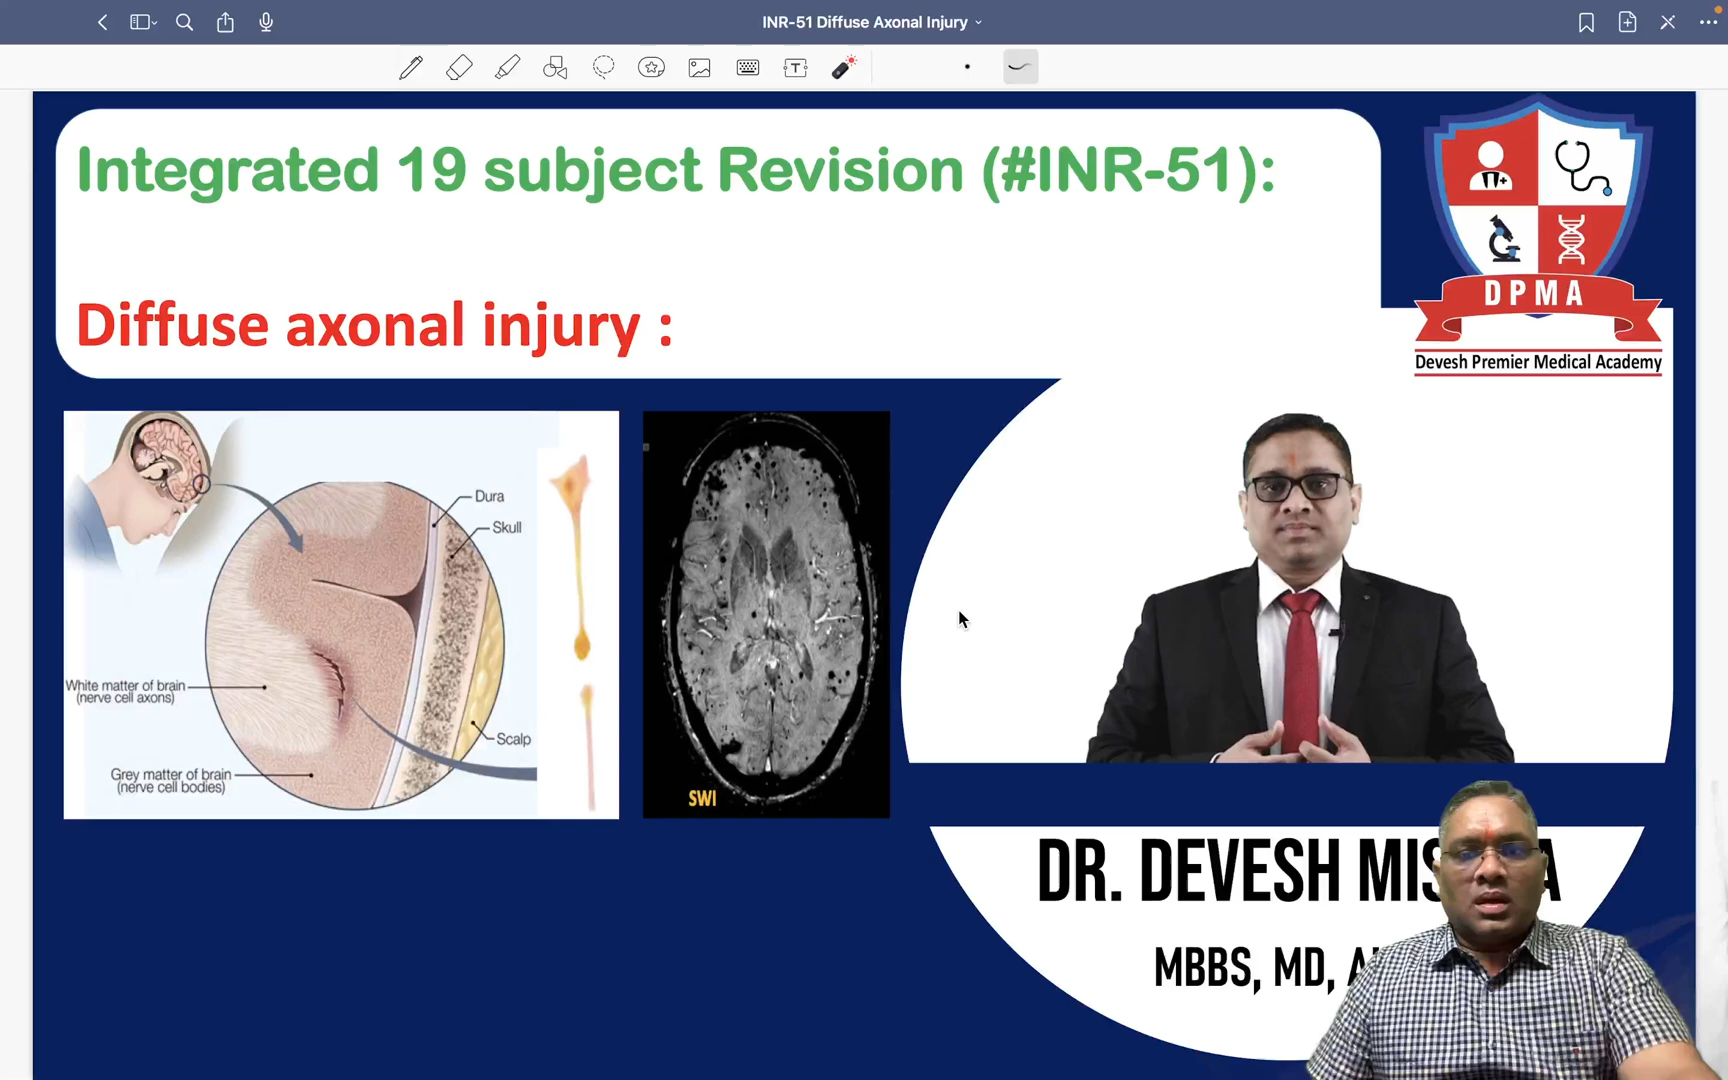 INR-51 Diffuse Axonal Injury
Integrated 19 subject Revision (#INR-51):
Diffuse axonal injury :
DPMA
Devesh Premier Medical Academy
Dura
Skull
White matter of brain
(nerve cell axons)
Scalp
Grey matter of brain
(nerve cell bodies)
SWI
DR. DEVESH
MBBS, MD,